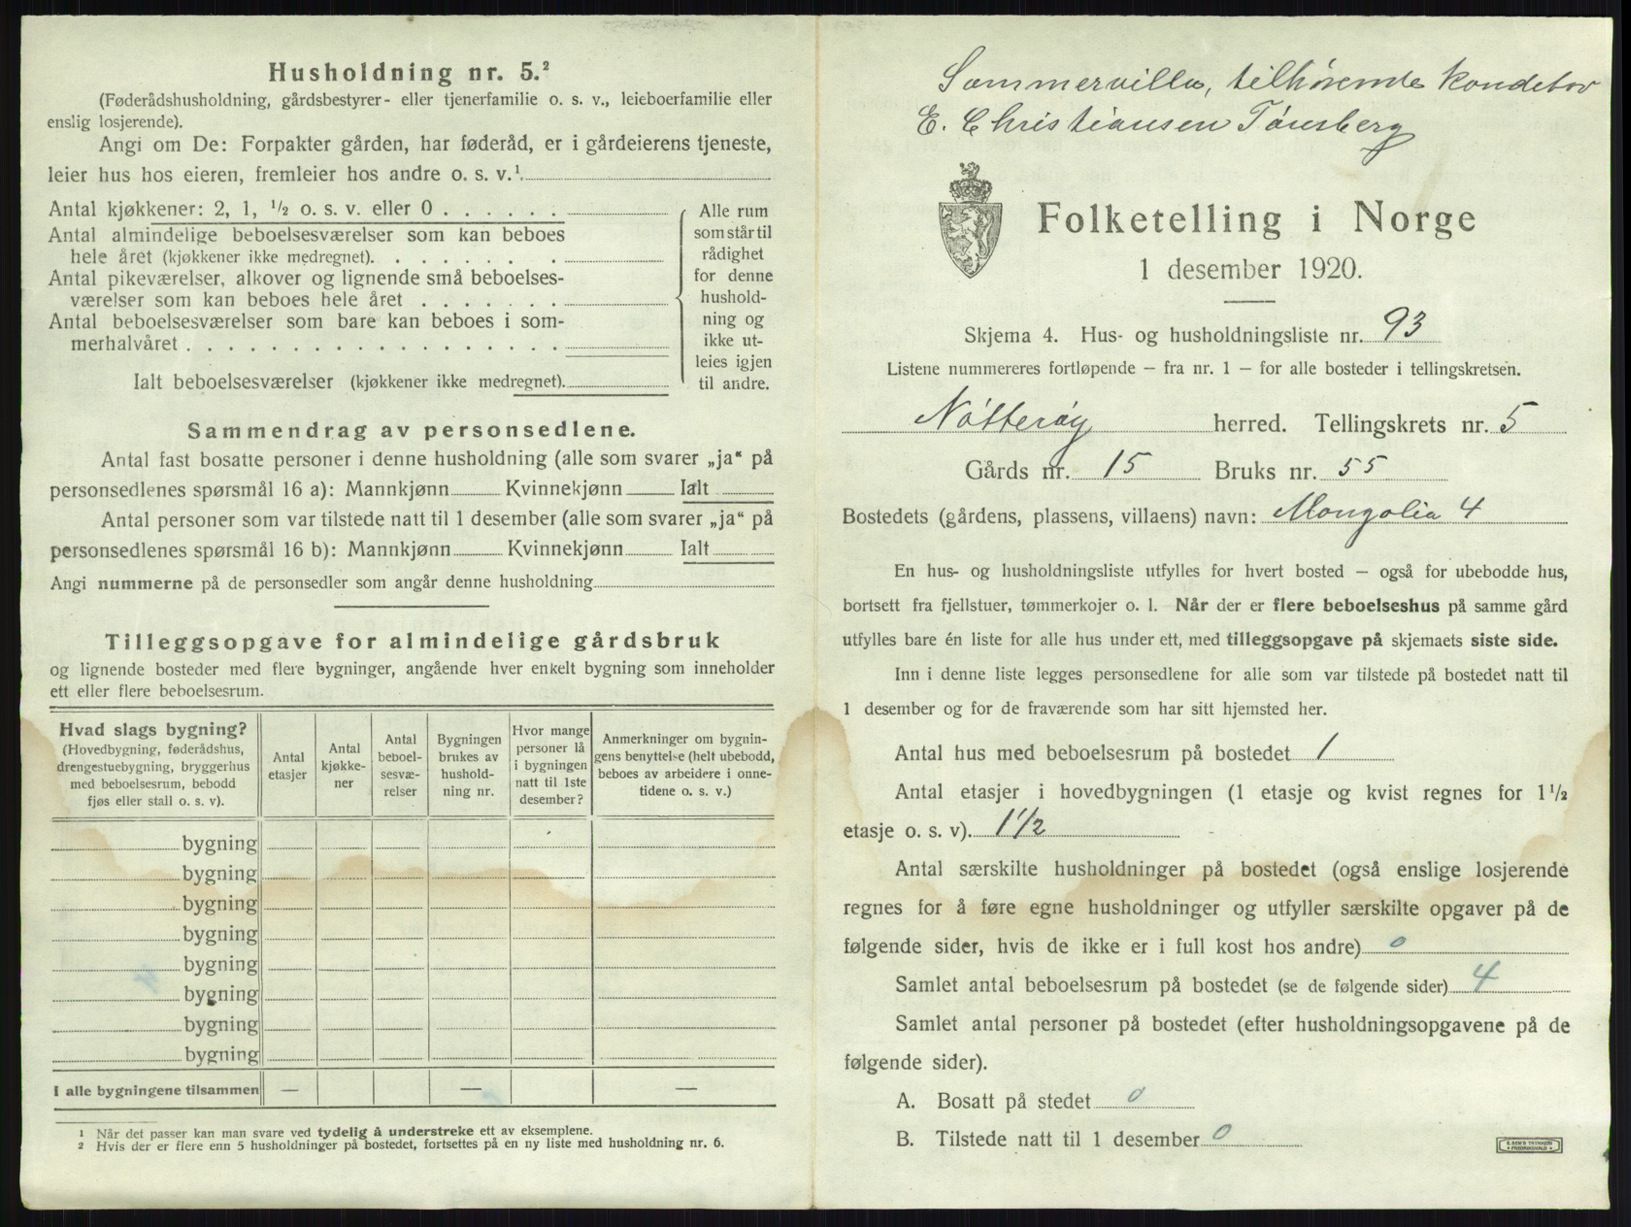 Husholdning nr. 5.²
(Føderådshusholdning, gårdsbestyrer- eller tjenerfamilie o. s. v., leieboerfamilie eller
enslig losjerende).
Angi om De: Forpakter gården, har føderåd, er i gårdeierens tjeneste,
leier hus hos eieren, fremleier hos andre o. s. v.¹
Antal kjøkkener: 2, 1, ½ o. s. v. eller 0
Antal almindelige beboelsesværelser som kan beboes
hele året (kjøkkener ikke medregnet).
Antal pikeværelser, alkover og lignende små beboelses-
værelser som kan beboes hele året
Antal beboelsesværelser som bare kan beboes i som-
merhalvåret
Ialt beboelsesværelser (kjøkkener ikke medregnet).
Alle rum
som står til
rådighet
for denne
hushold-
ning og
ikke ut-
leies igjen
til andre.
Sammendrag av personsedlene.
Antal fast bosatte personer i denne husholdning (alle som svarer „ja“ på
personsedlenes spørsmål 16 a): Mannkjønn Kvinnekjønn Ialt
Antal personer som var tilstede natt til 1 desember (alle som svarer „ja“ på
personsedlenes spørsmål 16 b): Mannkjønn Kvinnekjønn Ialt
Angi nummerne på de personsedler som angår denne husholdning
Tilleggsopgave for almindelige gårdsbruk
og lignende bosteder med flere bygninger, angående hver enkelt bygning som inneholder
ett eller flere beboelsesrum.
Hvad slags bygning?
(Hovedbygning, føderådshus,
drengestuebygning, bryggerhus
med beboelsesrum, bebodd
fjøs eller stall o. s. v).
Antal
etasjer
Antal
kjøkke-
ner
Antal
beboel-
sesvæ-
relser
Bygningen
brukes av
hushold-
ning nr.
Hvor mange
personer lå
i bygningen
natt til 1ste
desember?
Anmerkninger om bygnin-
gens benyttelse (helt ubebodd,
beboes av arbeidere i onne-
tidene o. s. v.)
bygning
bygning
bygning
bygning
bygning
bygning
bygning
bygning
I alle bygningene tilsammen — — —
¹ Når det passer kan man svare ved tydelig å understreke ett av eksemplene.
² Hvis der er flere enn 5 husholdninger på bostedet, fortsettes på en ny liste med husholdning nr. 6.
Sommervilla, tilhørende Konditor
E. Christiansen Tønsberg
Folketelling i Norge
1 desember 1920.
Skjema 4. Hus- og husholdningsliste nr. 93
Listene nummereres fortløpende – fra nr. 1 – for alle bosteder i tellingskretsen.
Nøtterøy herred. Tellingskrets nr. 5
Gårds nr. 15 Bruks nr. 55
Bostedets (gårdens, plassens, villaens) navn: Mongolia 4
En hus- og husholdningsliste utfylles for hvert bosted – også for ubebodde hus,
bortsett fra fjellstuer, tømmerkojer o. l. Når der er flere beboelseshus på samme gård
utfylles bare én liste for alle hus under ett, med tilleggsopgave på skjemaets siste side.
Inn i denne liste legges personsedlene for alle som var tilstede på bostedet natt til
1 desember og for de fraværende som har sitt hjemsted her.
Antal hus med beboelsesrum på bostedet 1
Antal etasjer i hovedbygningen (1 etasje og kvist regnes for 1½
etasje o. s. v). 1½
Antal særskilte husholdninger på bostedet (også enslige losjerende
regnes for å føre egne husholdninger og utfyller særskilte opgaver på de
følgende sider, hvis de ikke er i full kost hos andre) 0
Samlet antal beboelsesrum på bostedet (se de følgende sider) 4
Samlet antal personer på bostedet (efter husholdningsopgavene på de
følgende sider).
A. Bosatt på stedet 0
B. Tilstede natt til 1 desember 0